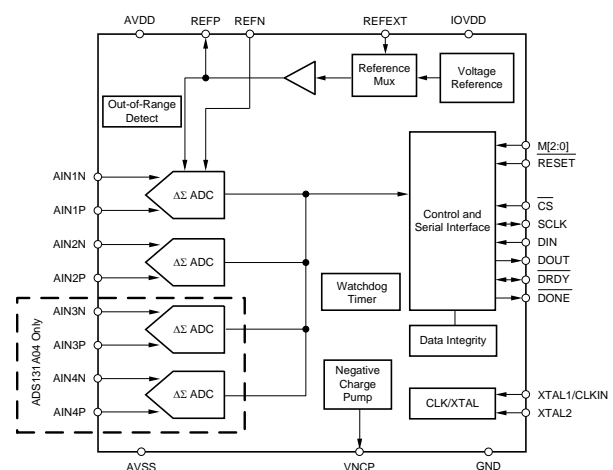 AVDD
REFP
REFN
REFEXT
IOVDD
Reference
Mux
Voltage
Reference
Out-of-Range
Detect
M[2:0]
RESET
AIN1N
ΔΣ ADC
AIN1P
Control and
Serial Interface
CS
SCLK
DIN
DOUT
DRDY
DONE
AIN2N
ΔΣ ADC
AIN2P
Watchdog
Timer
ADS131A04 Only
AIN3N
ΔΣ ADC
AIN3P
Data Integrity
AIN4N
ΔΣ ADC
AIN4P
Negative
Charge
Pump
CLK/XTAL
XTAL1/CLKIN
XTAL2
AVSS
VNCP
GND